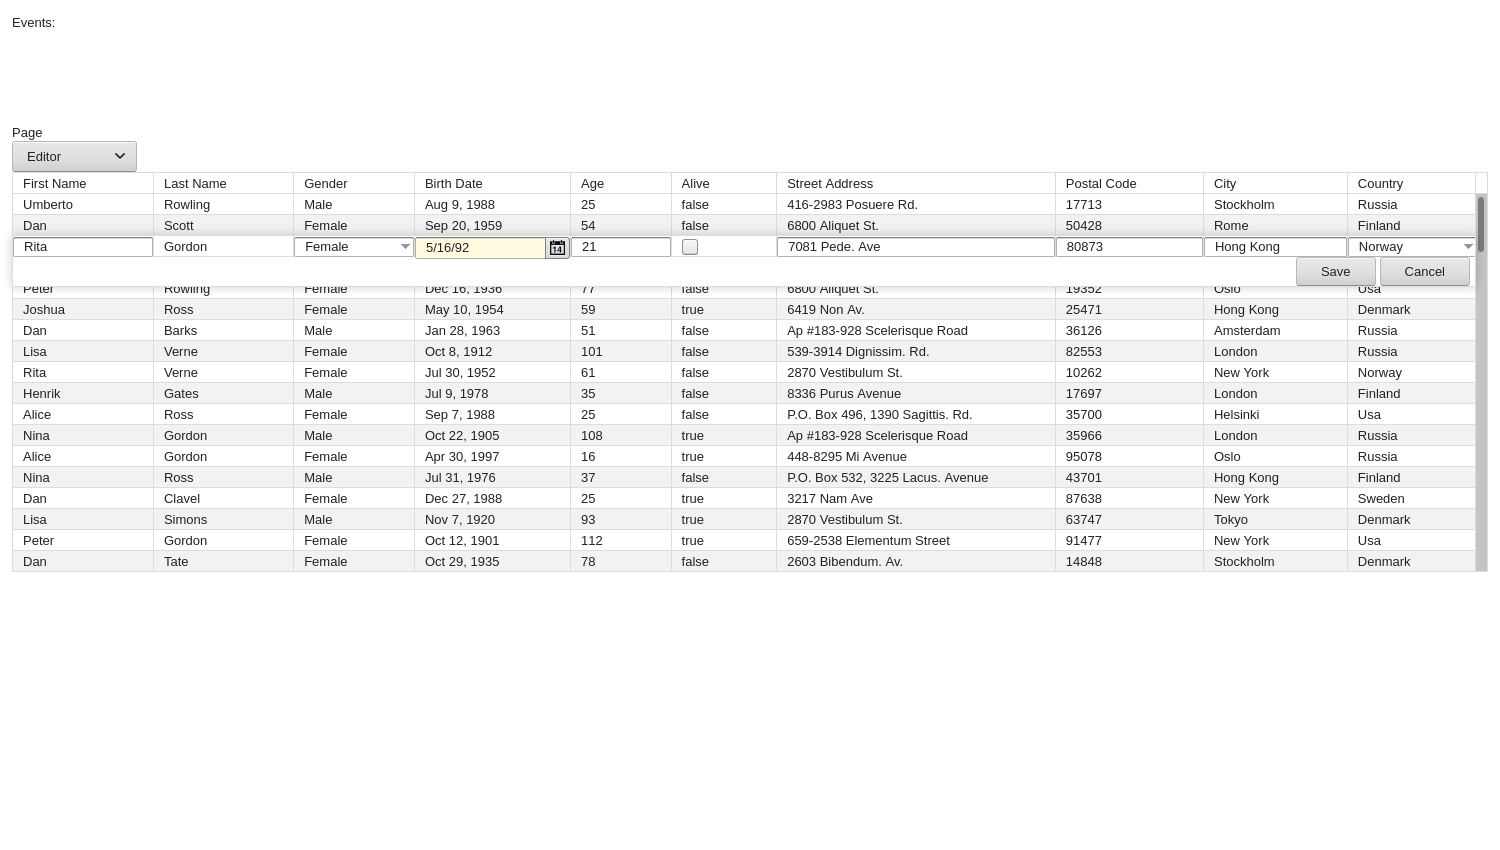 Events:
Page
Editor
First Name Last Name Gender Birth Date Age Alive Street Address Postal Code City Country
Umberto Rowling Male Aug 9, 1988 25 false 416-2983 Posuere Rd. 17713 Stockholm Russia
Dan Scott Female Sep 20, 1959 54 false 6800 Aliquet St. 50428 Rome Finland
Rita Gordon Female 5/16/92 14 21 7081 Pede. Ave 80873 Hong Kong Norway
Save Cancel
Peter Rowling Female Dec 16, 1936 77 false 6800 Aliquet St. 19352 Oslo Usa
Joshua Ross Female May 10, 1954 59 true 6419 Non Av. 25471 Hong Kong Denmark
Dan Barks Male Jan 28, 1963 51 false Ap #183-928 Scelerisque Road 36126 Amsterdam Russia
Lisa Verne Female Oct 8, 1912 101 false 539-3914 Dignissim. Rd. 82553 London Russia
Rita Verne Female Jul 30, 1952 61 false 2870 Vestibulum St. 10262 New York Norway
Henrik Gates Male Jul 9, 1978 35 false 8336 Purus Avenue 17697 London Finland
Alice Ross Female Sep 7, 1988 25 false P.O. Box 496, 1390 Sagittis. Rd. 35700 Helsinki Usa
Nina Gordon Male Oct 22, 1905 108 true Ap #183-928 Scelerisque Road 35966 London Russia
Alice Gordon Female Apr 30, 1997 16 true 448-8295 Mi Avenue 95078 Oslo Russia
Nina Ross Male Jul 31, 1976 37 false P.O. Box 532, 3225 Lacus. Avenue 43701 Hong Kong Finland
Dan Clavel Female Dec 27, 1988 25 true 3217 Nam Ave 87638 New York Sweden
Lisa Simons Male Nov 7, 1920 93 true 2870 Vestibulum St. 63747 Tokyo Denmark
Peter Gordon Female Oct 12, 1901 112 true 659-2538 Elementum Street 91477 New York Usa
Dan Tate Female Oct 29, 1935 78 false 2603 Bibendum. Av. 14848 Stockholm Denmark